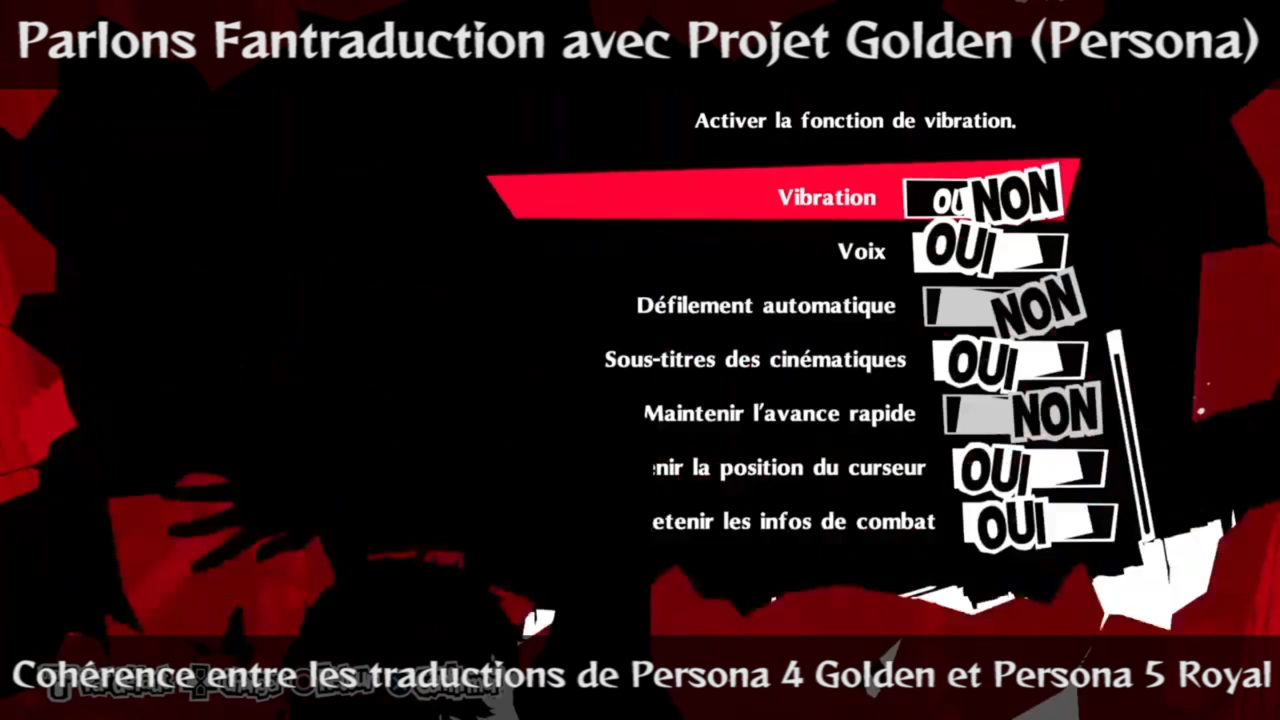 Parlons Fantraduction avec Projet Golden (Persona)
Activer la fonction de vibration.
Vibration OU NON
Voix OUI
Défilement automatique NON
Sous-titres des cinématiques OUI
Maintenir l'avance rapide NON
nir la position du curseur OUI
etenir les infos de combat OUI
Cohérence entre les traductions de Persona 4 Golden et Persona 5 Royal